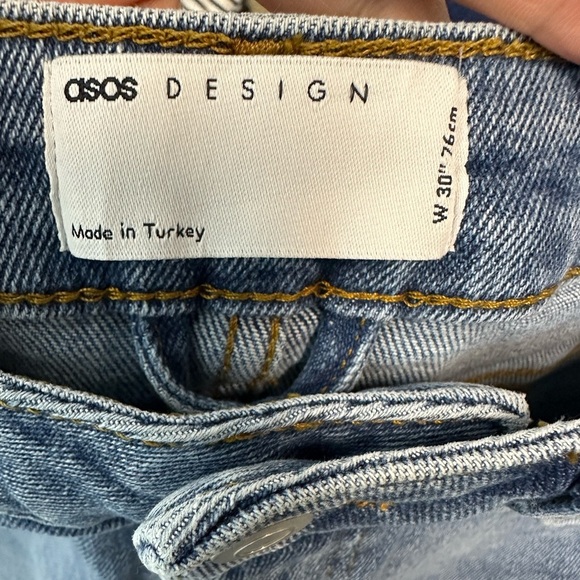 asos DESIGN
W 30" 76cm
Made in Turkey